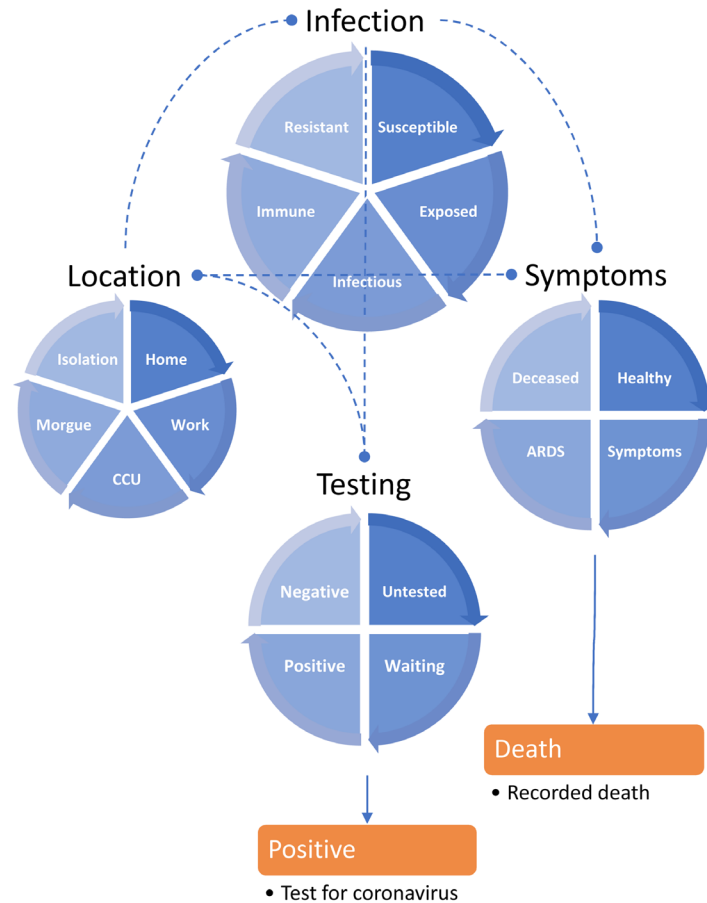 Infection
Resistant
Susceptible
Immune
Exposed
Infectious
Location
Isolation
Home
Morgue
Work
CCU
Symptoms
Deceased
Healthy
ARDS
Symptoms
Testing
Negative
Untested
Positive
Waiting
Death
• Recorded death
Positive
• Test for coronavirus